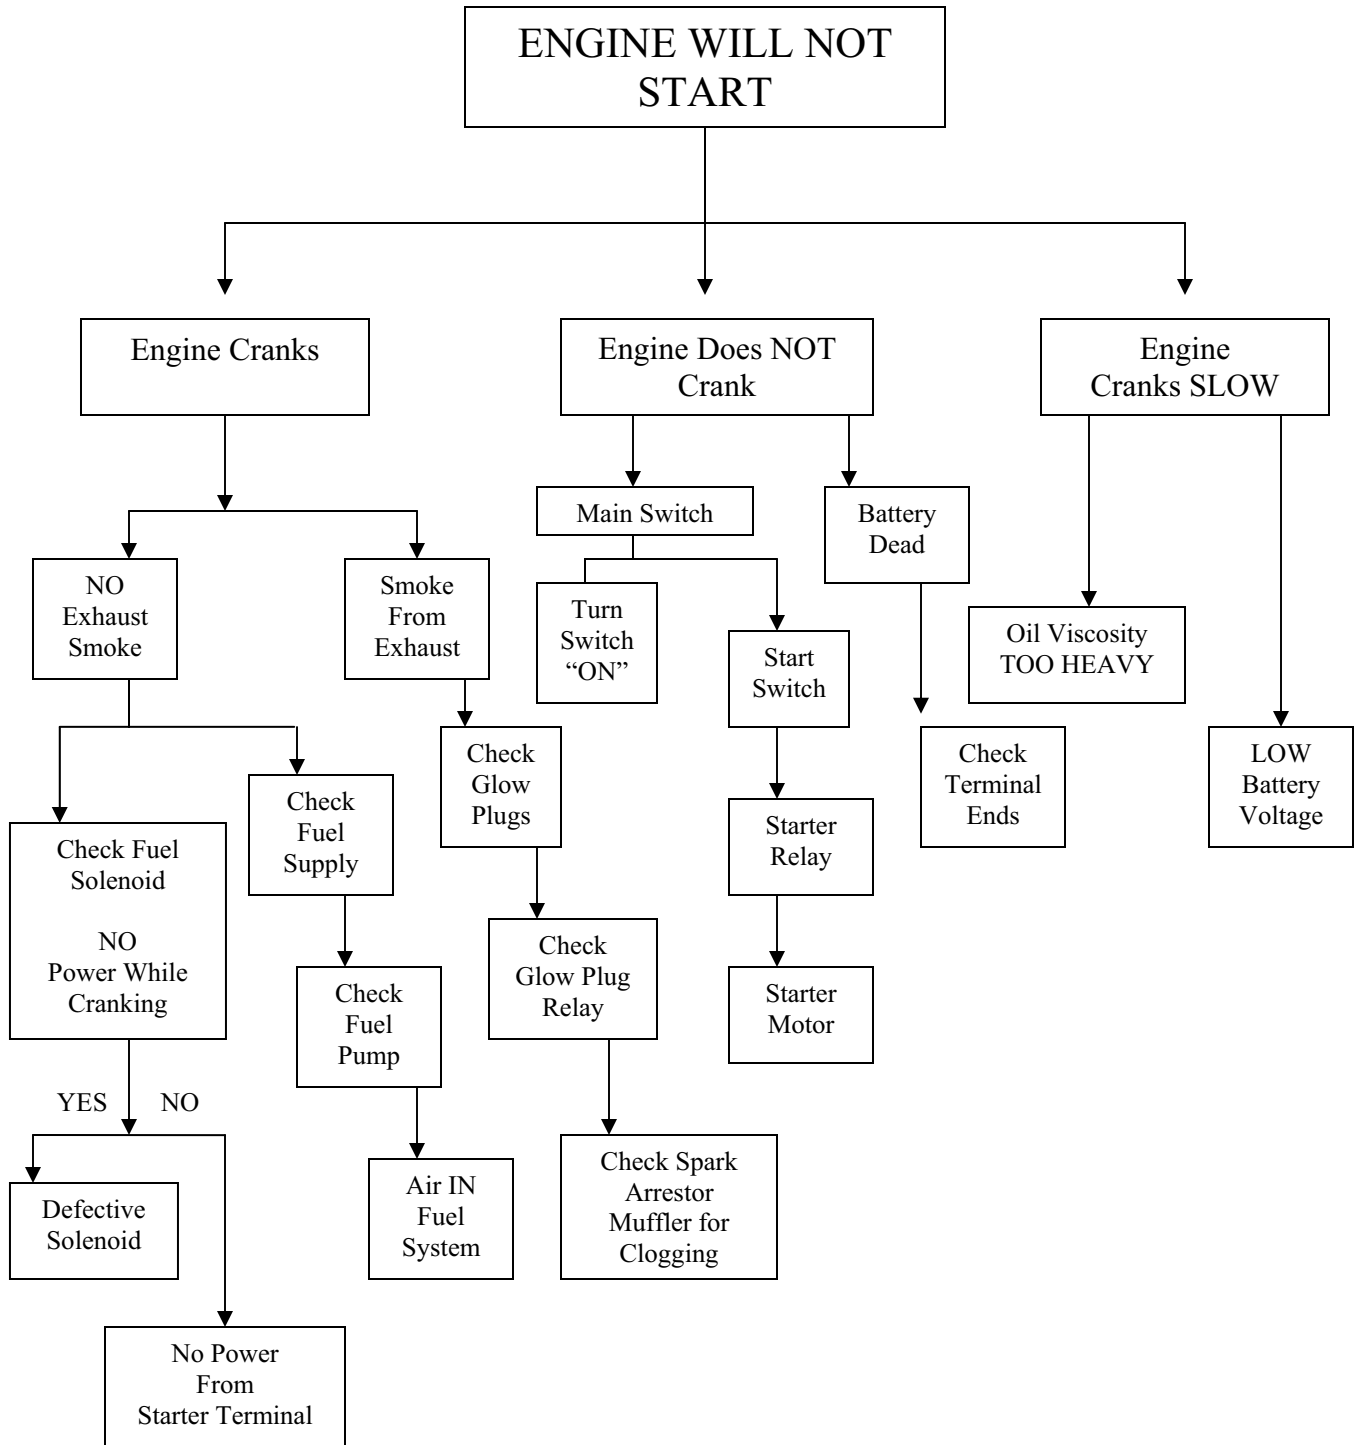 ENGINE WILL NOT
START
Engine Cranks
Engine Does NOT
Crank
Engine
Cranks SLOW
Main Switch
Battery
Dead
NO
Exhaust
Smoke
Smoke
From
Exhaust
Turn
Switch
“ON”
Start
Switch
Oil Viscosity
TOO HEAVY
Check
Glow
Plugs
Check
Terminal
Ends
LOW
Battery
Voltage
Check Fuel
Solenoid
NO
Power While
Cranking
Check
Fuel
Supply
Starter
Relay
Check
Glow Plug
Relay
Check
Fuel
Pump
Starter
Motor
YES NO
Defective
Solenoid
Air IN
Fuel
System
Check Spark
Arrestor
Muffler for
Clogging
No Power
From
Starter Terminal